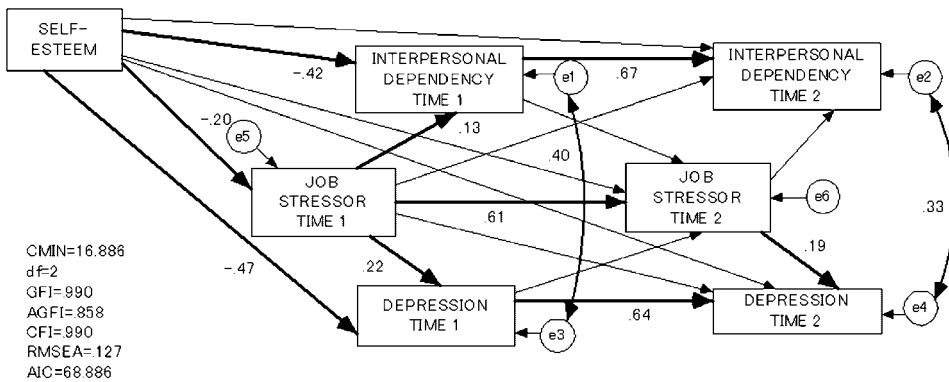 SELF-
ESTEEM
INTERPERSONAL
DEPENDENCY
TIME 1
INTERPERSONAL
DEPENDENCY
TIME 2
e1
e2
-.42
.67
-.20
e5
.13
.40
JOB
STRESSOR
TIME 1
JOB
STRESSOR
TIME 2
e6
.61
.33
-.47
.22
.19
DEPRESSION
TIME 1
DEPRESSION
TIME 2
e3
e4
.64
CMIN=16.886
df=2
GFI=.990
AGFI=.858
CFI=.990
RMSEA=.127
AIC=68.886